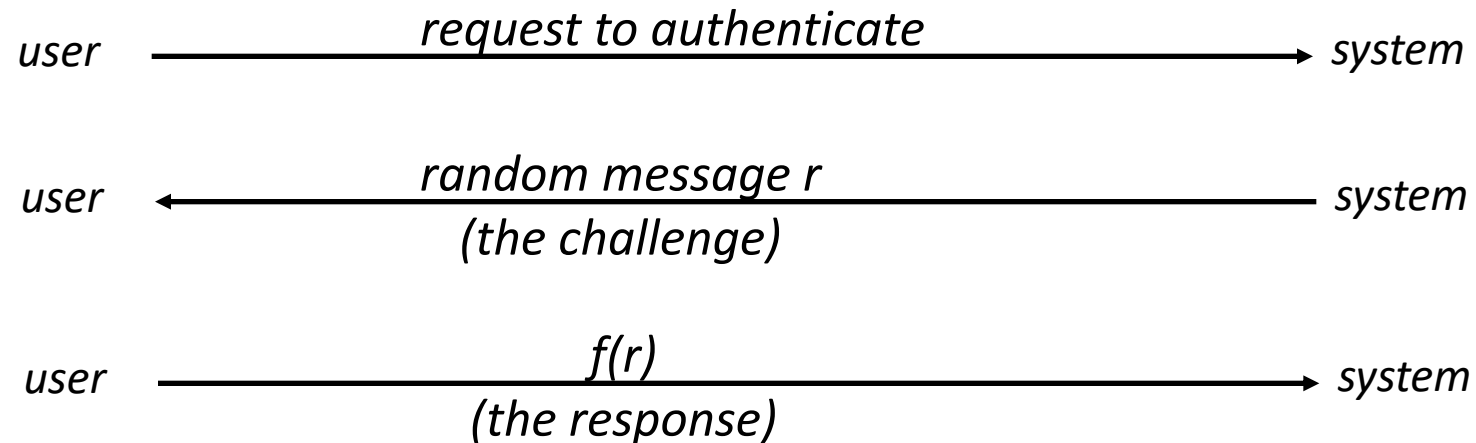 user request to authenticate system
user random message r system
(the challenge)
user f(r) system
(the response)